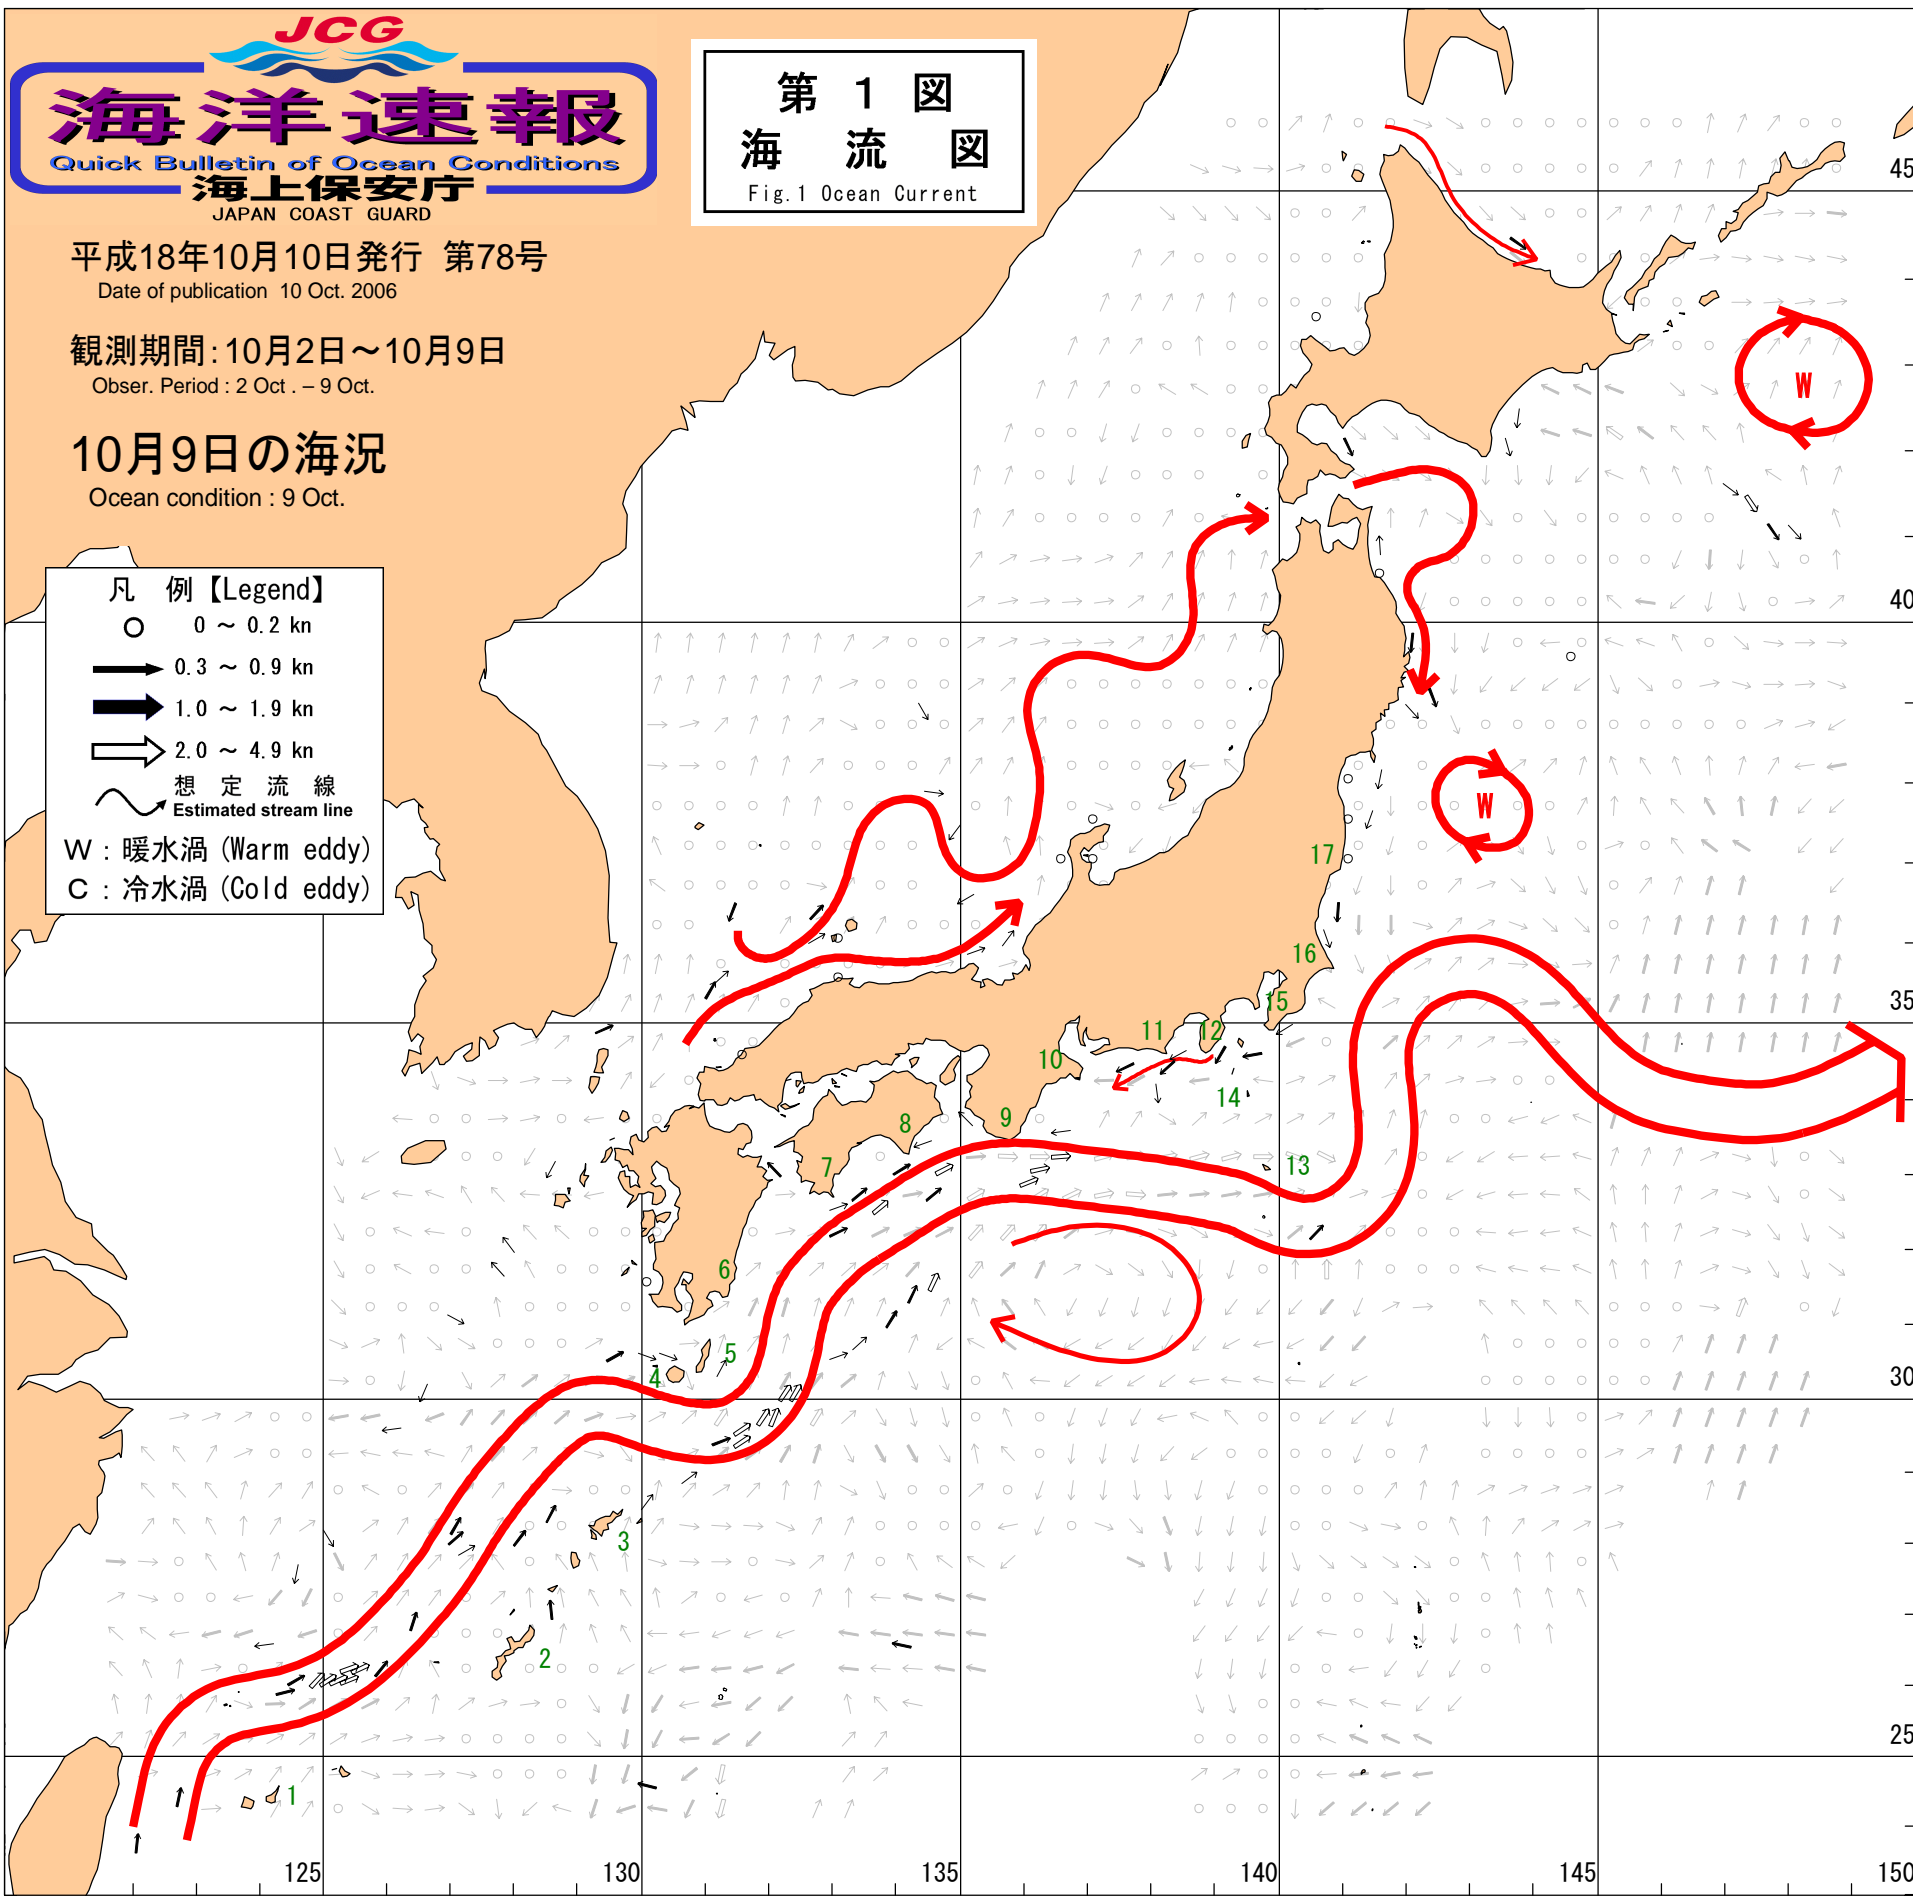 JCG
海洋速報
Quick Bulletin of Ocean Conditions
海上保安庁
JAPAN COAST GUARD
第 1 図
海 流 図
Fig.1 Ocean Current
平成18年10月10日発行 第78号
Date of publication 10 Oct. 2006
観測期間:10月2日～10月9日
Obser. Period : 2 Oct . – 9 Oct.
10月9日の海況
Ocean condition : 9 Oct.
凡 例【Legend】
0 ～ 0.2 kn
0.3 ～ 0.9 kn
1.0 ～ 1.9 kn
2.0 ～ 4.9 kn
想 定 流 線
Estimated stream line
W : 暖水渦 (Warm eddy)
C : 冷水渦 (Cold eddy)
45
W
40
W
17
16
35
15
12
11
10
14
9
8
7
13
6
5
4
30
3
2
25
1
125
130
135
140
145
150